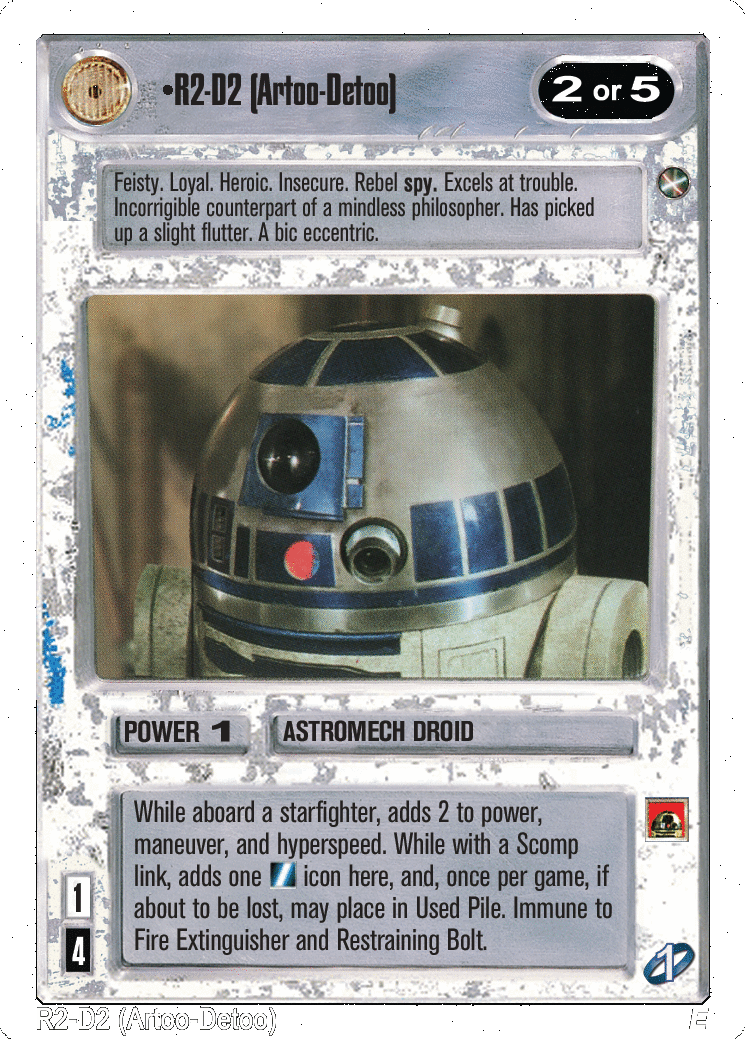 •R2-D2 (Artoo-Detoo)
2 or 5
Feisty. Loyal. Heroic. Insecure. Rebel spy. Excels at trouble.
Incorrigible counterpart of a mindless philosopher. Has picked
up a slight flutter. A bic eccentric.
POWER 1
ASTROMECH DROID
While aboard a starfighter, adds 2 to power,
maneuver, and hyperspeed. While with a Scomp
link, adds one icon here, and, once per game, if
about to be lost, may place in Used Pile. Immune to
Fire Extinguisher and Restraining Bolt.
1
4
1
R2-D2 (Artoo-Detoo)
E